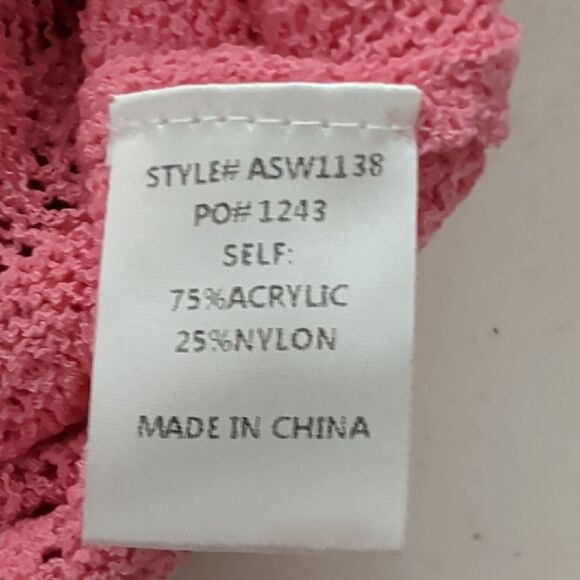 STYLE# ASW1138
PO# 1243
SELF:
75%ACRYLIC
25%NYLON
MADE IN CHINA